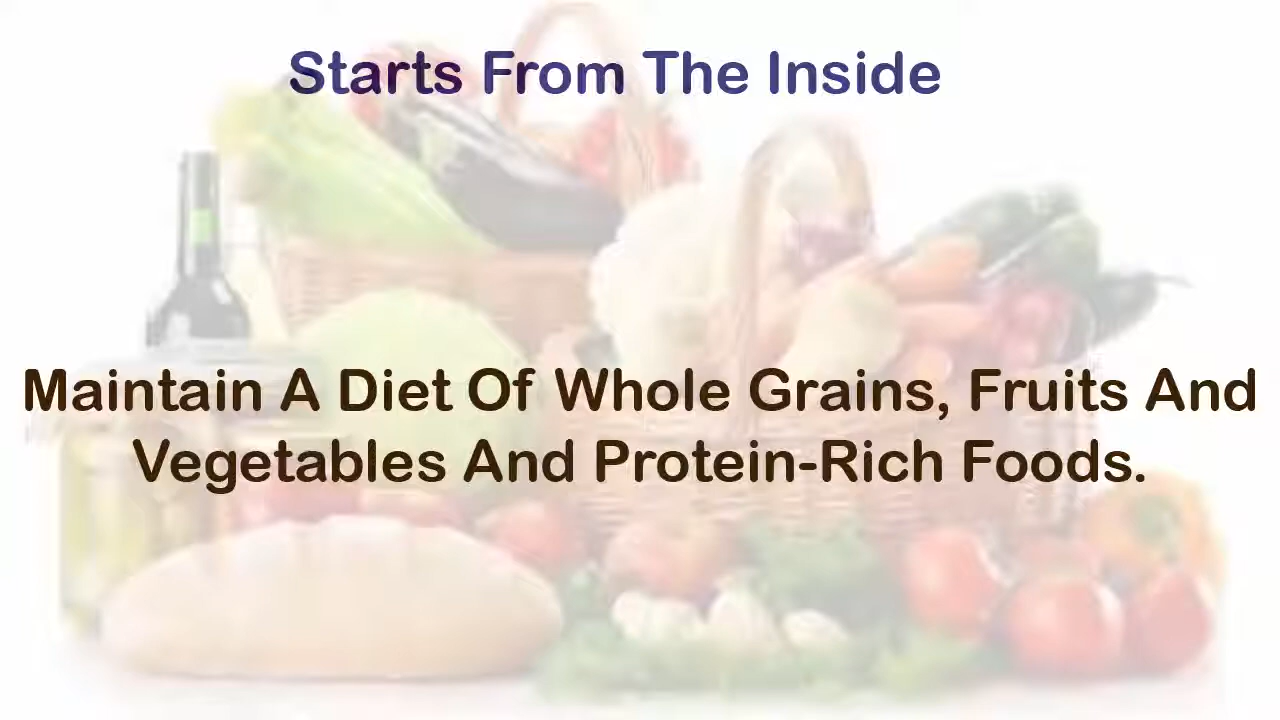 Starts From The Inside
Maintain A Diet Of Whole Grains, Fruits And
Vegetables And Protein-Rich Foods.